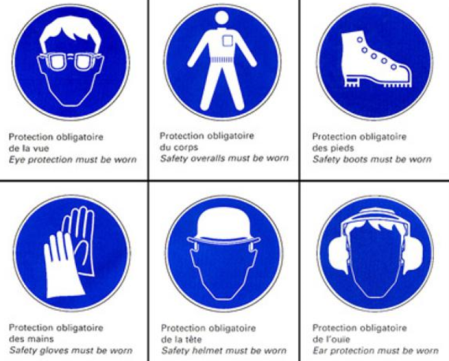 Protection obligatoire
de la vue
Eye protection must be worn
Protection obligatoire
du corps
Safety overalls must be worn
Protection obligatoire
des pieds
Safety boots must be worn
Protection obligatoire
des mains
Safety gloves must be worn
Protection obligatoire
de la tête
Safety helmet must be worn
Protection obligatoire
de l'ouie
Ear protection must be worn